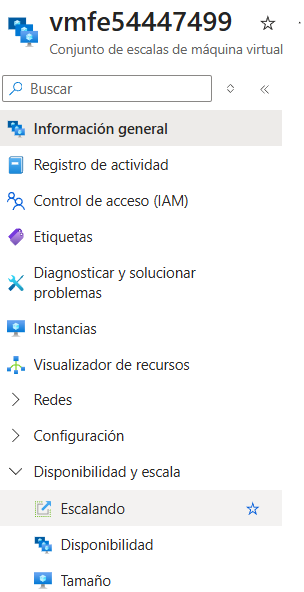 vmfe54447499
Conjunto de escalas de máquina virtual
Buscar
Información general
Registro de actividad
Control de acceso (IAM)
Etiquetas
Diagnosticar y solucionar
problemas
Instancias
Visualizador de recursos
Redes
Configuración
Disponibilidad y escala
Escalando
Disponibilidad
Tamaño